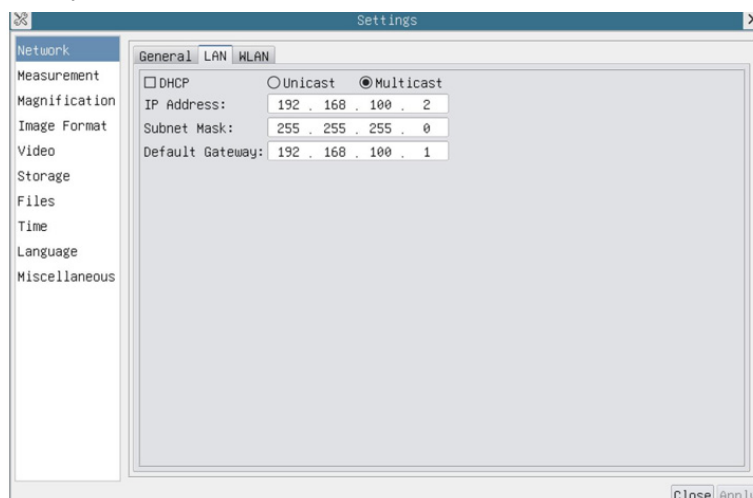 Settings
Network
Measurement
Magnification
Image Format
Video
Storage
Files
Time
Language
Miscellaneous
General LAN WLAN
DHCP Unicast Multicast
IP Address: 192 . 168 . 100 . 2
Subnet Mask: 255 . 255 . 255 . 0
Default Gateway: 192 . 168 . 100 . 1
Close